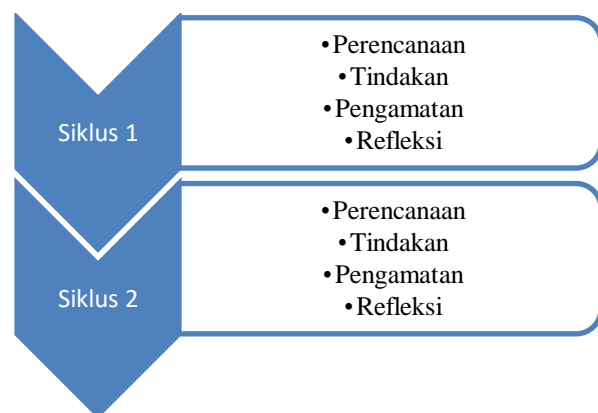 Siklus 1
•Perencanaan
•Tindakan
•Pengamatan
•Refleksi
Siklus 2
•Perencanaan
•Tindakan
•Pengamatan
•Refleksi